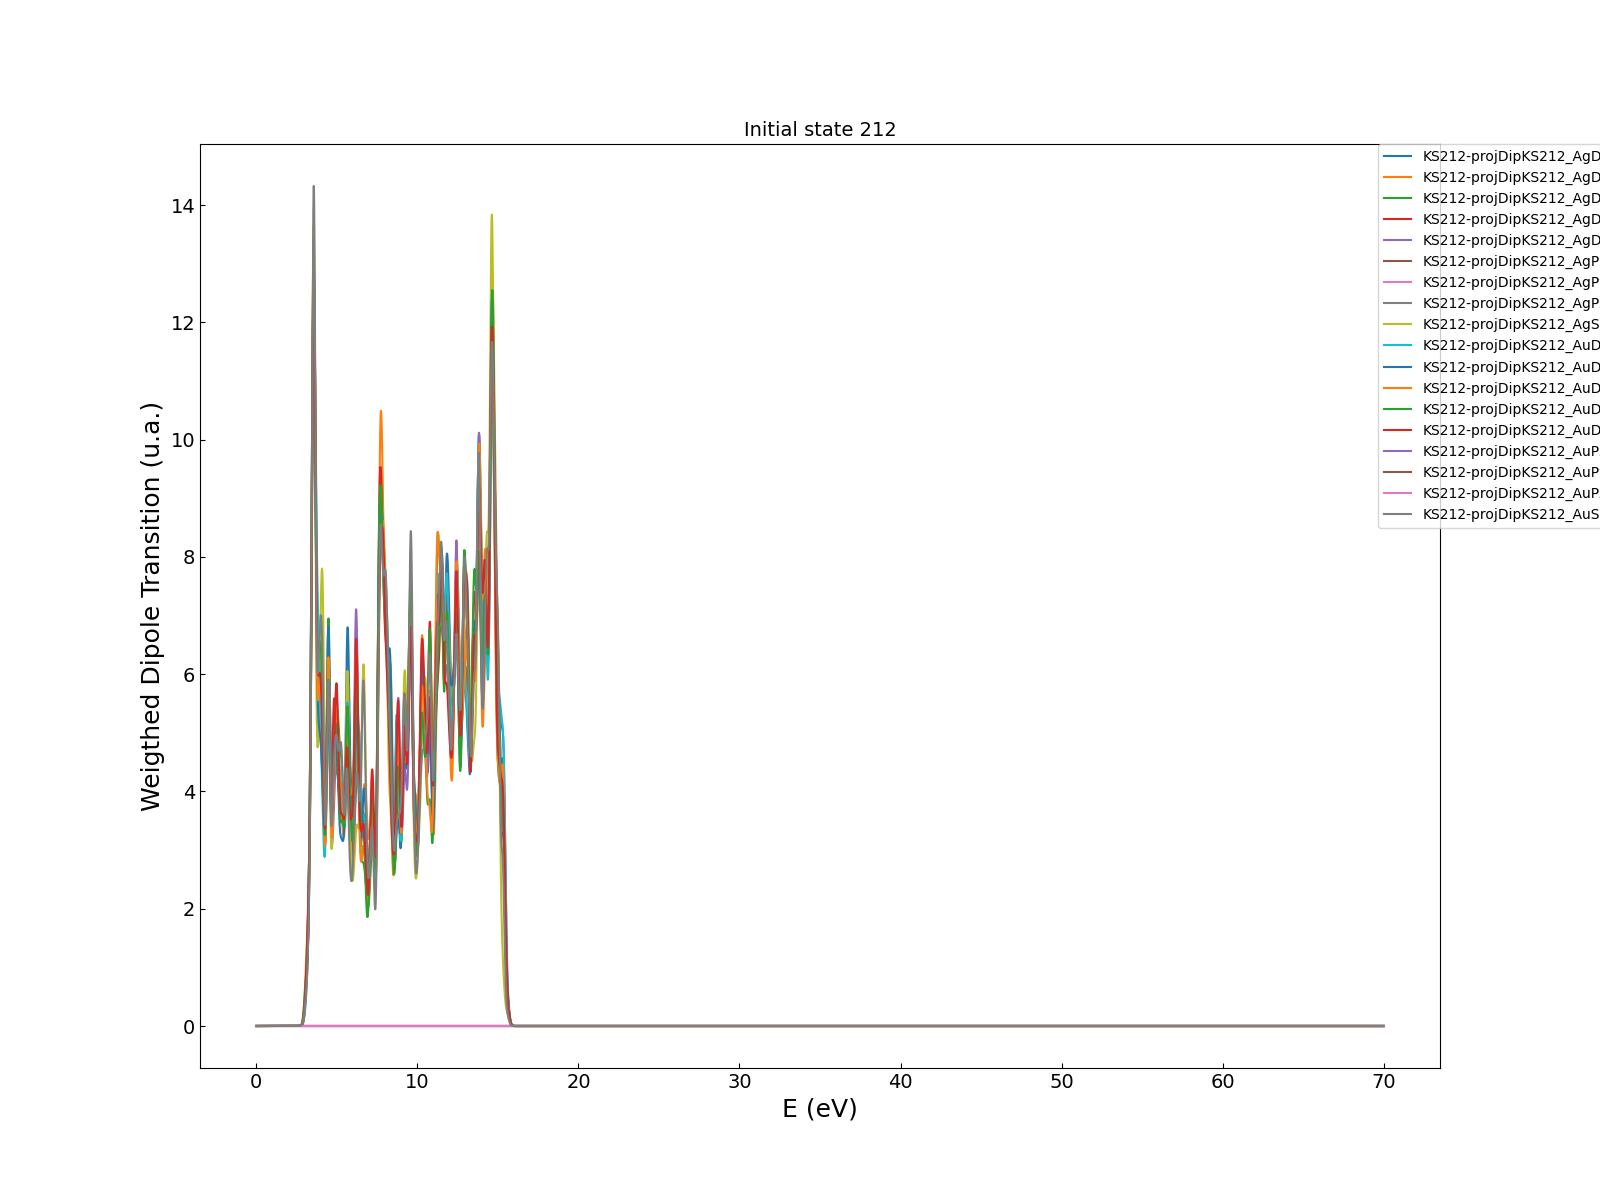 Initial state 212
Weigthed Dipole Transition (u.a.)
14
12
10
8
6
4
2
0
0 10 20 30 40 50 60 70
E (eV)
KS212-projDipKS212_AgD
KS212-projDipKS212_AgD
KS212-projDipKS212_AgD
KS212-projDipKS212_AgD
KS212-projDipKS212_AgD
KS212-projDipKS212_AgP
KS212-projDipKS212_AgP
KS212-projDipKS212_AgP
KS212-projDipKS212_AgS
KS212-projDipKS212_AuD
KS212-projDipKS212_AuD
KS212-projDipKS212_AuD
KS212-projDipKS212_AuD
KS212-projDipKS212_AuD
KS212-projDipKS212_AuP
KS212-projDipKS212_AuP
KS212-projDipKS212_AuP
KS212-projDipKS212_AuS